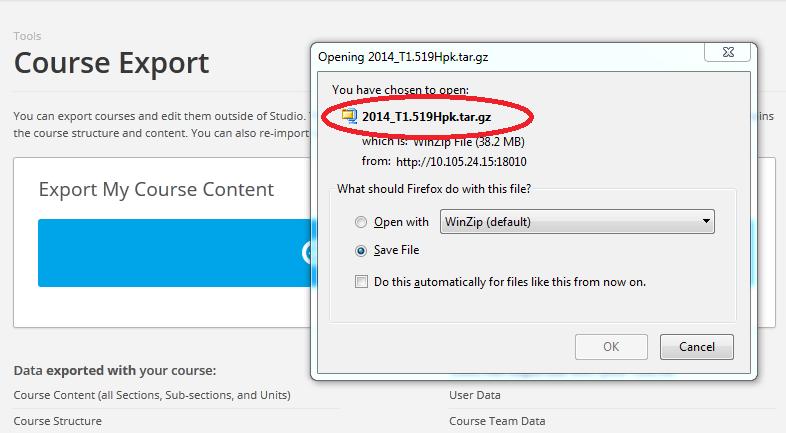 Tools
Course Export
You can export courses and edit them outside of Studio.
ins
the course structure and content. You can also re-import
Export My Course Content
Opening 2014_T1.519Hpk.tar.gz
You have chosen to open:
2014_T1.519Hpk.tar.gz
which is: WinZip File (38.2 MB)
from: http://10.105.24.15:18010
What should Firefox do with this file?
Open with
WinZip (default)
Save File
Do this automatically for files like this from now on.
OK
Cancel
Data exported with your course:
Course Content (all Sections, Sub-sections, and Units)
User Data
Course Structure
Course Team Data